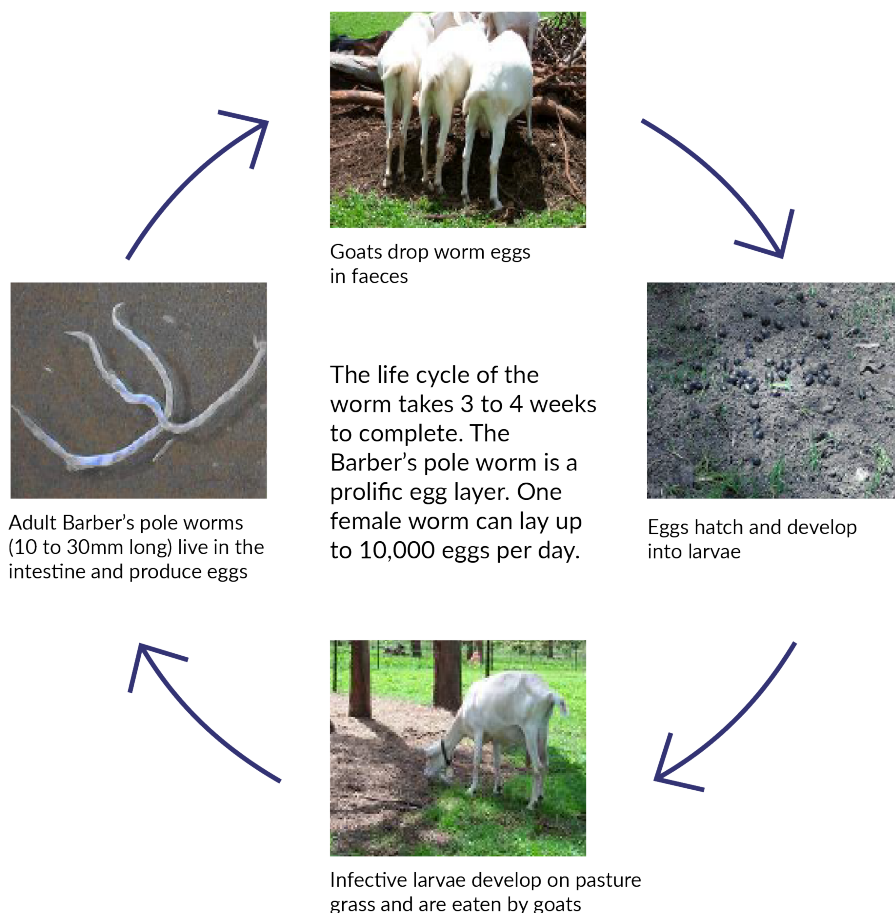 Goats drop worm eggs
in faeces
The life cycle of the
worm takes 3 to 4 weeks
to complete. The
Barber's pole worm is a
prolific egg layer. One
female worm can lay up
to 10,000 eggs per day.
Adult Barber's pole worms
(10 to 30mm long) live in the
intestine and produce eggs
Eggs hatch and develop
into larvae
Infective larvae develop on pasture
grass and are eaten by goats